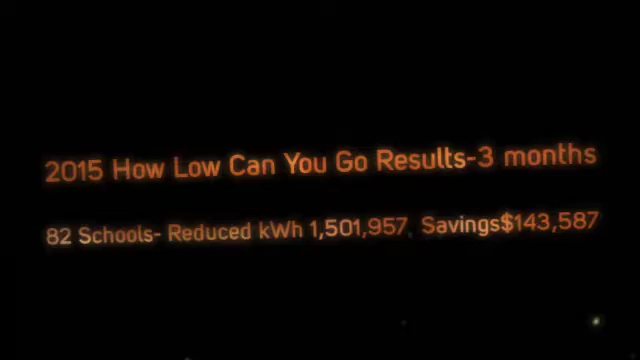 2015 How Low Can You Go Results-3 months
82 Schools- Reduced kWh 1,501,957. Savings$143,587